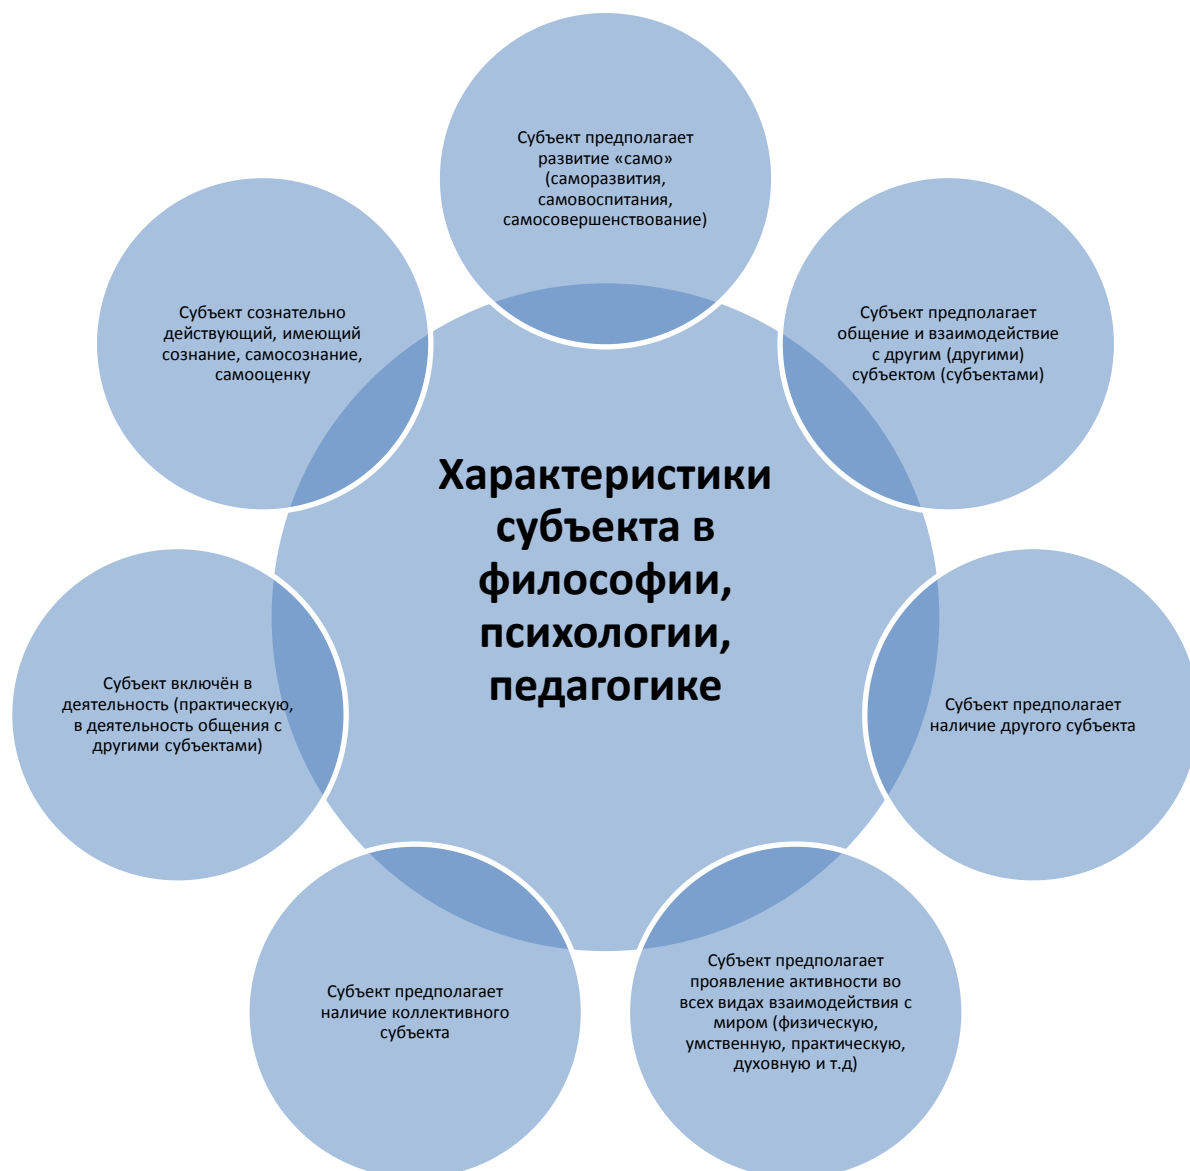 Субъект предполагает
развитие «само»
(саморазвития,
самовоспитания,
самосовершенствование)
Субъект предполагает
общение и взаимодействие
с другим (другими)
субъектом (субъектами)
Субъект предполагает
наличие другого субъекта
Субъект предполагает
проявление активности во
всех видах взаимодействия с
миром (физическую,
умственную, практическую,
духовную и т.д)
Субъект предполагает
наличие коллективного
субъекта
Субъект включён в
деятельность (практическую,
в деятельность общения с
другими субъектами)
Субъект сознательно
действующий, имеющий
сознание, самосознание,
самооценку
Характеристики
субъекта в
философии,
психологии,
педагогике